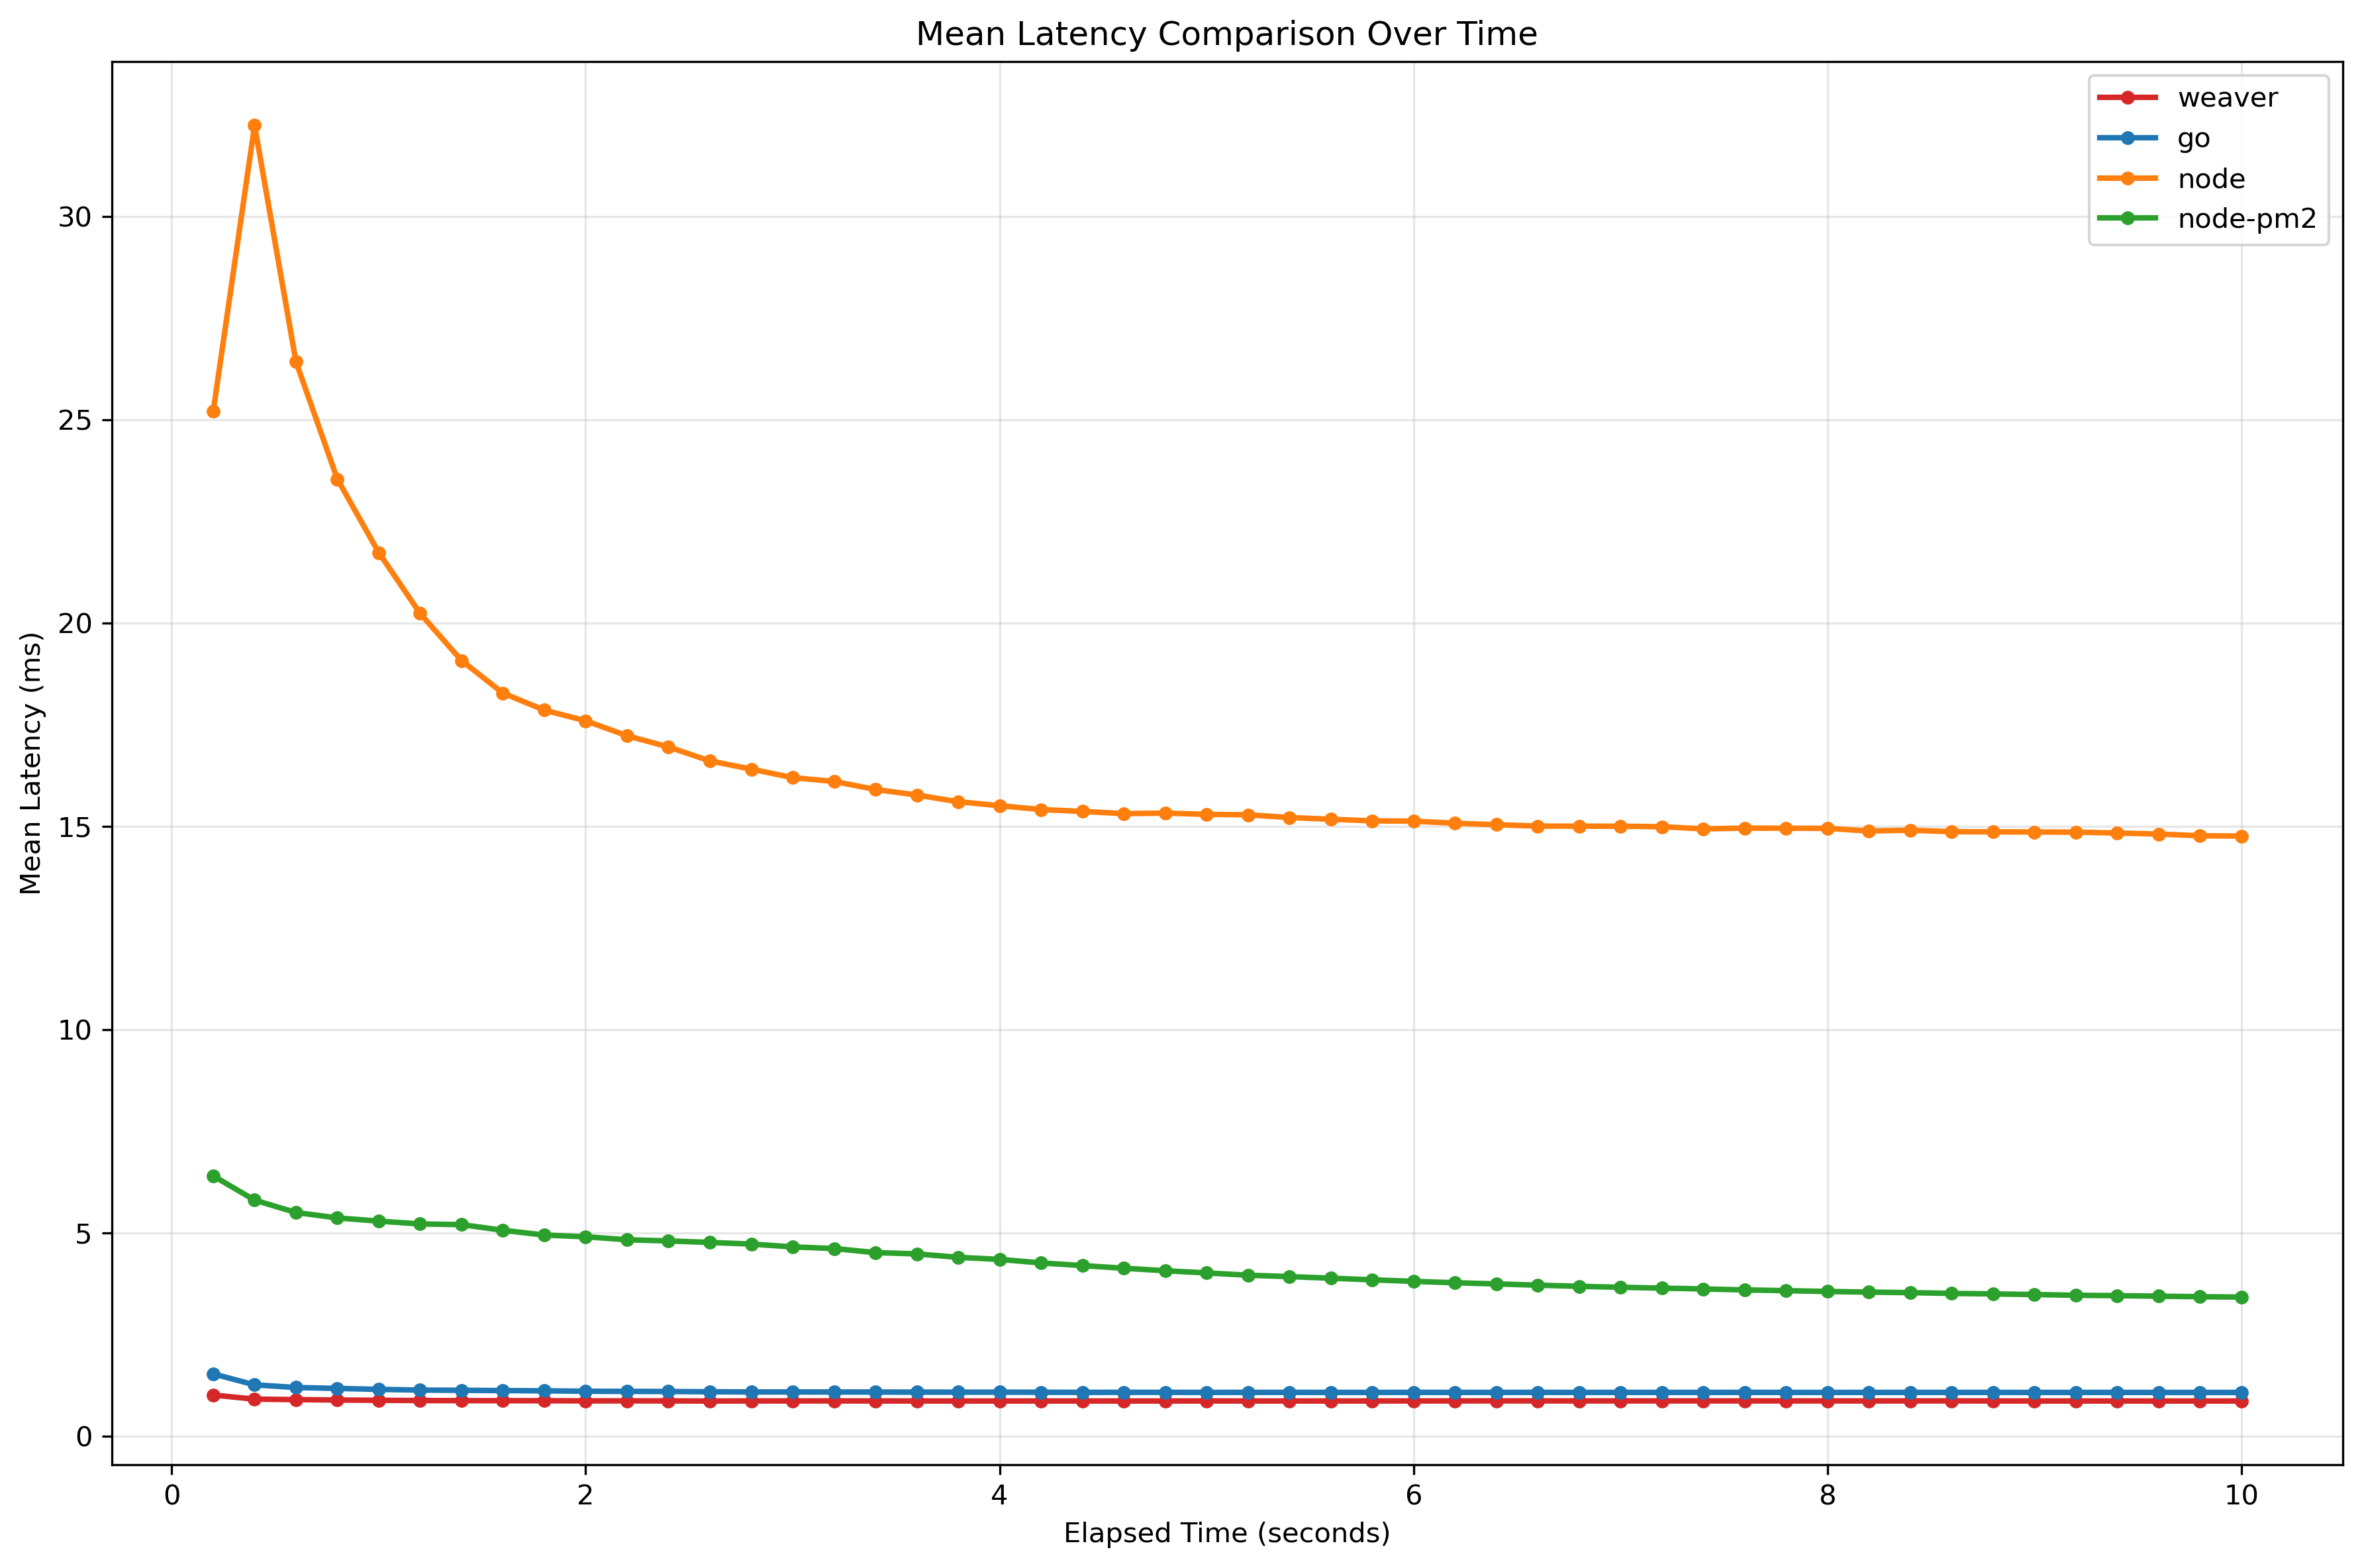 Mean Latency Comparison Over Time
weaver
go
node
node-pm2
Mean Latency (ms)
30
25
20
15
10
5
0
0 2 4 6 8 10
Elapsed Time (seconds)